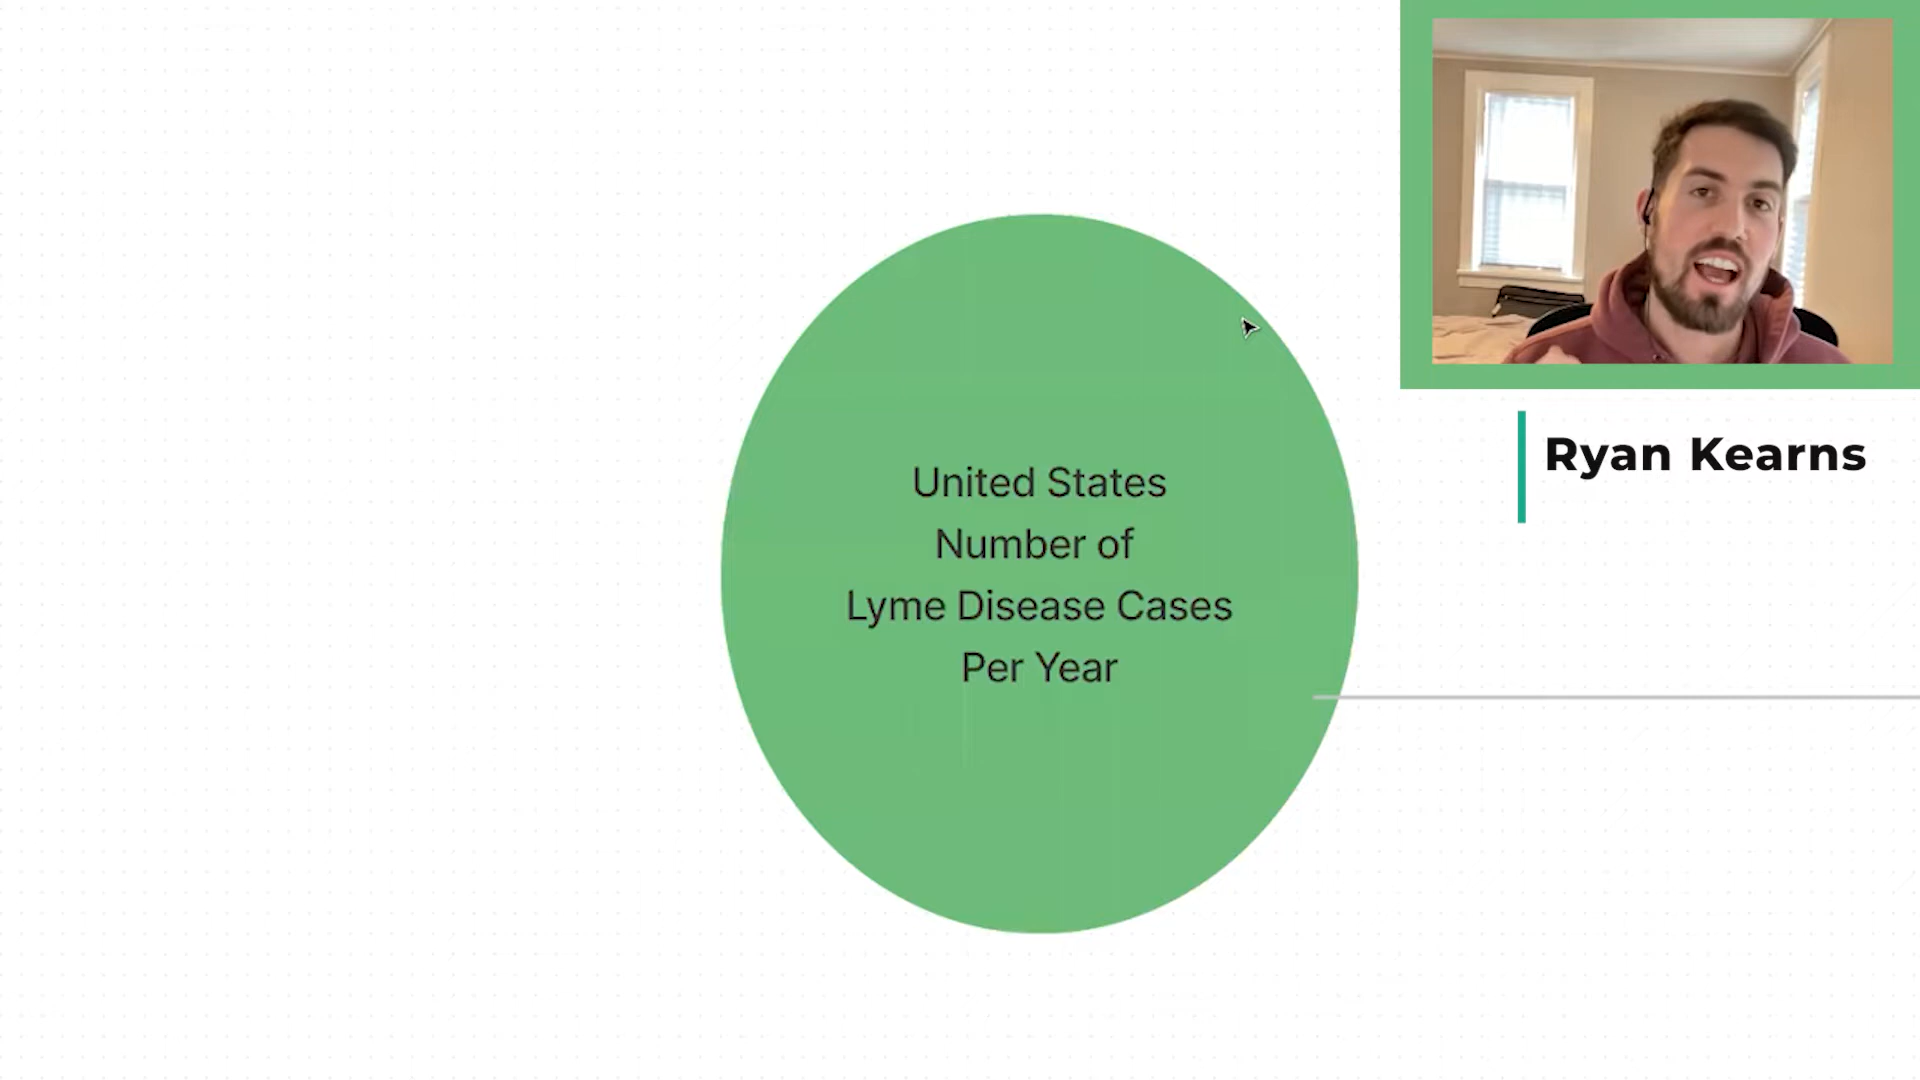 United States
Number of
Lyme Disease Cases
Per Year
Ryan Kearns